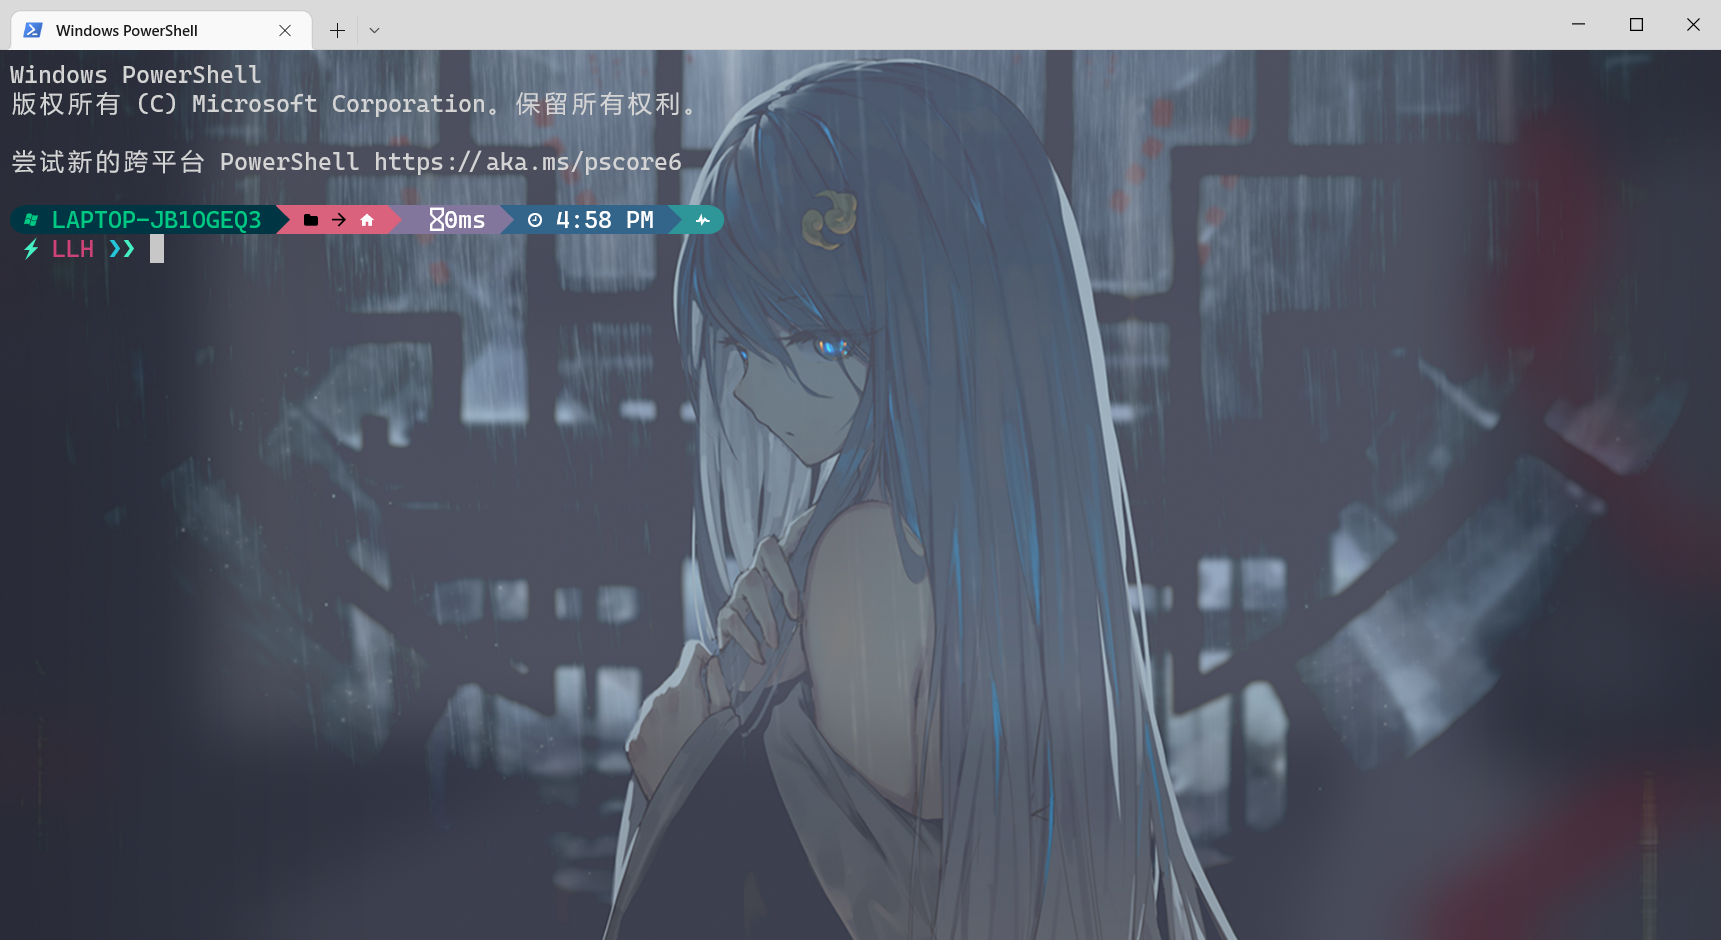 Windows PowerShell
Windows PowerShell
版权所有 (C) Microsoft Corporation。保留所有权利。
尝试新的跨平台 PowerShell https://aka.ms/pscore6
LAPTOP-JB1OGEQ3 → 0ms 4:58 PM
LLH ❯❯